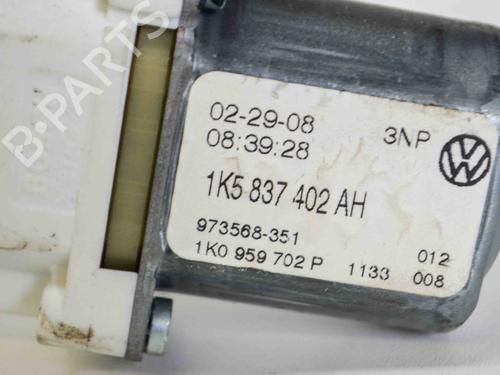 B-PARTS
02-29-08 3NP
08:39:28
1K5 837 402 AH
973568-351 012
1K0 959 702 P 1133 008